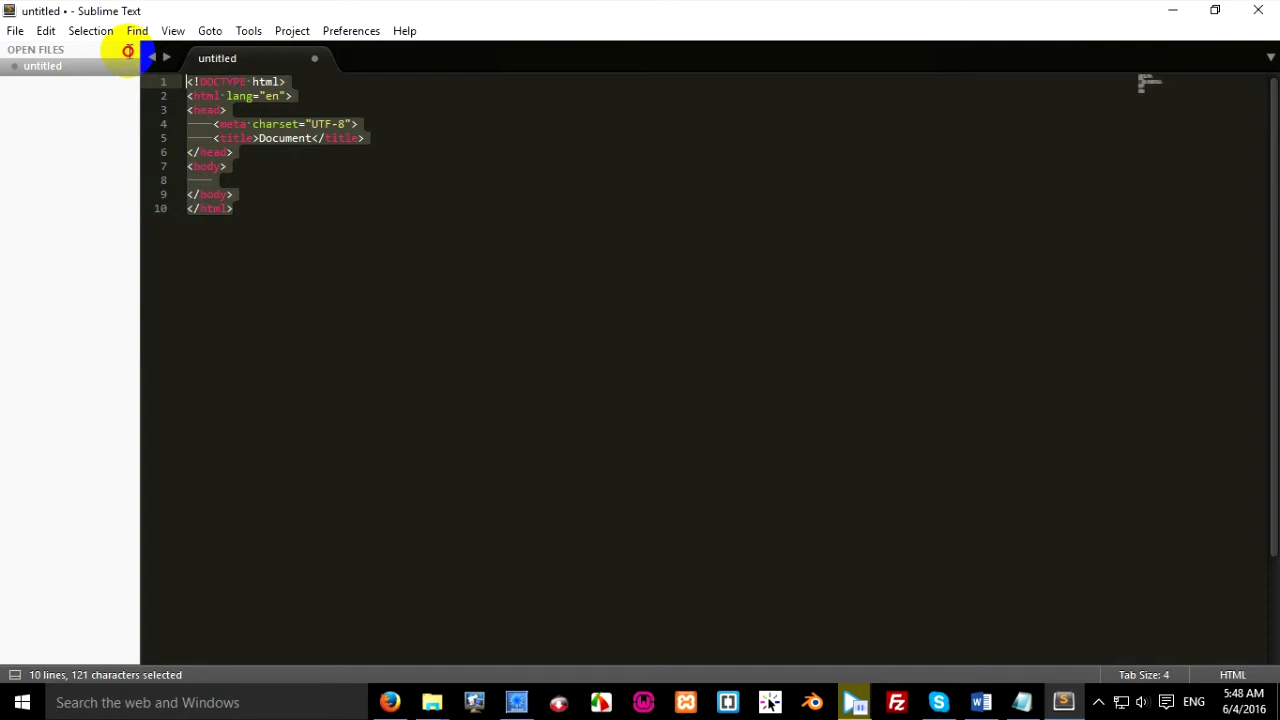 untitled • - Sublime Text
File Edit Selection Find View Goto Tools Project Preferences Help
OPEN FILES
untitled
untitled
1 <!DOCTYPE html>
2 <html lang="en">
3 <head>
4 <meta charset="UTF-8">
5 <title>Document</title>
6 </head>
7 <body>
8
9 </body>
10 </html>
10 lines, 121 characters selected
Tab Size: 4
HTML
Search the web and Windows
ENG
5:48 AM
6/4/2016